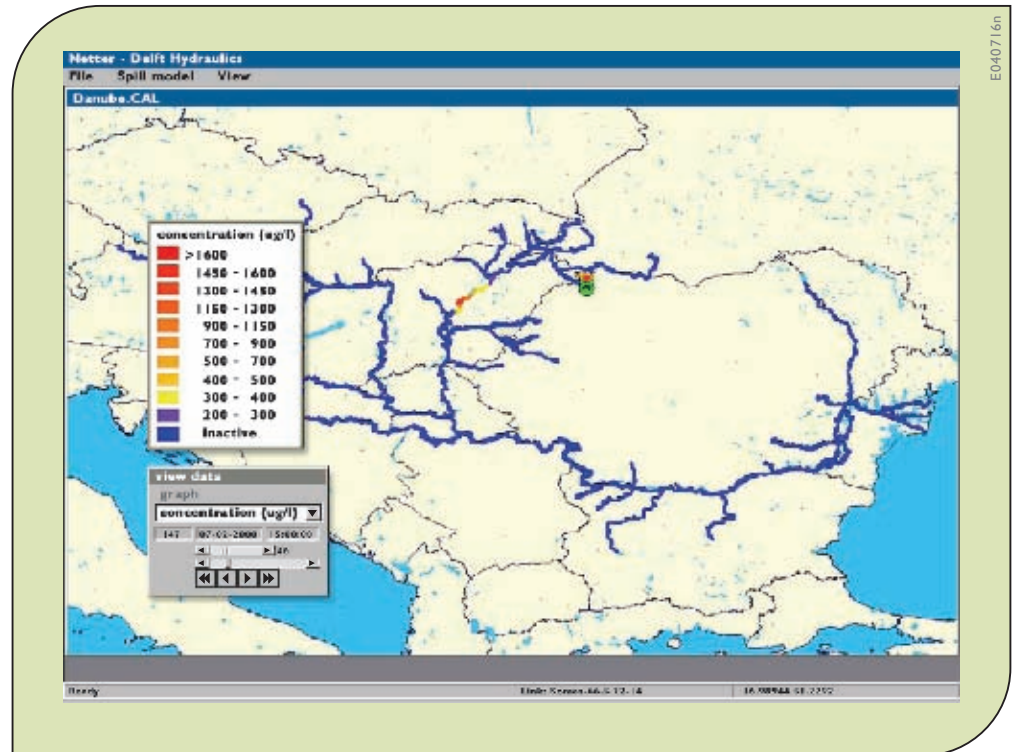 E040716n
Netter - Delft Hydraulics
File Spill model View
Danube.CAL
concentration (ug/l)
>1600
1450 - 1600
1300 - 1450
1150 - 1300
900 - 1150
700 - 900
500 - 700
400 - 500
300 - 400
200 - 300
Inactive
view data
graph
concentration (ug/l)
147 07-02-2000 15:00:00
Ready